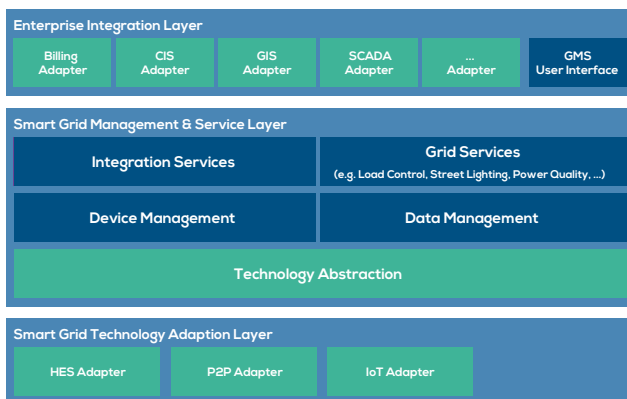 Enterprise Integration Layer
Billing
Adapter
CIS
Adapter
GIS
Adapter
SCADA
Adapter
...
Adapter
GMS
User Interface
Smart Grid Management & Service Layer
Integration Services
Grid Services
(e.g. Load Control, Street Lighting, Power Quality, ...)
Device Management
Data Management
Technology Abstraction
Smart Grid Technology Adaption Layer
HES Adapter
P2P Adapter
IoT Adapter